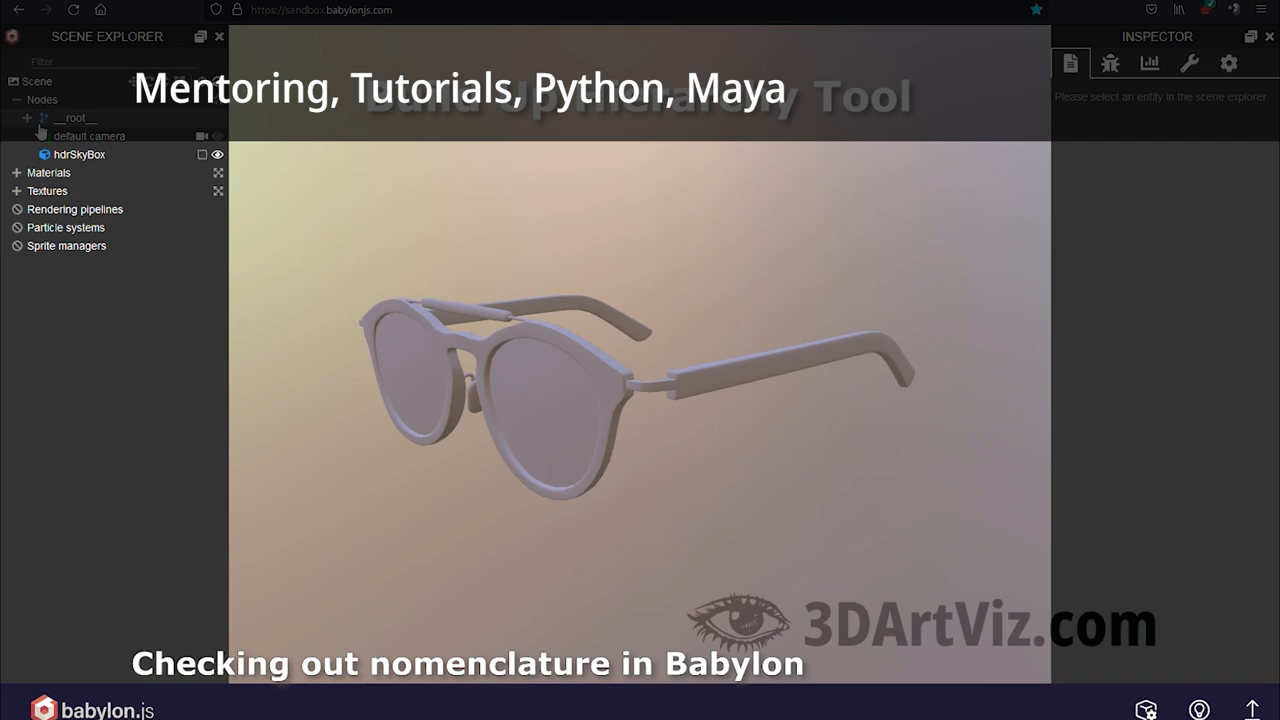 https://sandbox.babylonjs.com
SCENE EXPLORER
INSPECTOR
Filter
Mentoring, Tutorials, Python, Maya
Tool
Scene
Nodes
Please select an entity in the scene explorer.
__root__
default camera
hdrSkyBox
Materials
Textures
Rendering pipelines
Particle systems
Sprite managers
3DArtViz.com
Checking out nomenclature in Babylon
babylon.js